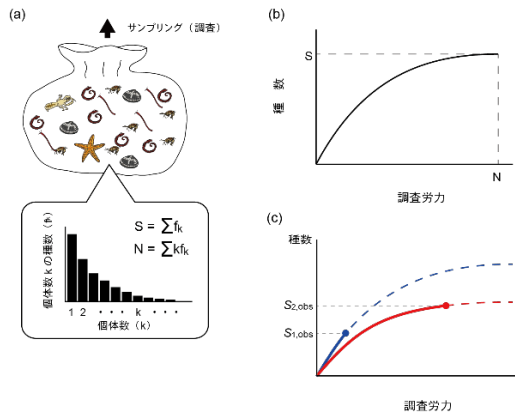 (a)
サンプリング（調査）
S = ∑fk
N = ∑kfk
個体数 k の種数 (fk)
1 2 ・ ・ ・ k ・ ・ ・
個体数 (k)
(b)
種 数
S
N
調査労力
(c)
種数
S2,obs
S1,obs
調査労力